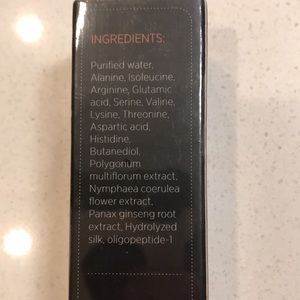 INGREDIENTS:
Purified water,
Alanine, Isoleucine,
Arginine, Glutamic
acid, Serine, Valine,
Lysine, Threonine,
Aspartic acid,
Histidine,
Butanediol,
Polygonum
multiflorum extract,
Nymphaea coerulea
flower extract,
Panax ginseng root
extract, Hydrolyzed
silk, oligopeptide-1